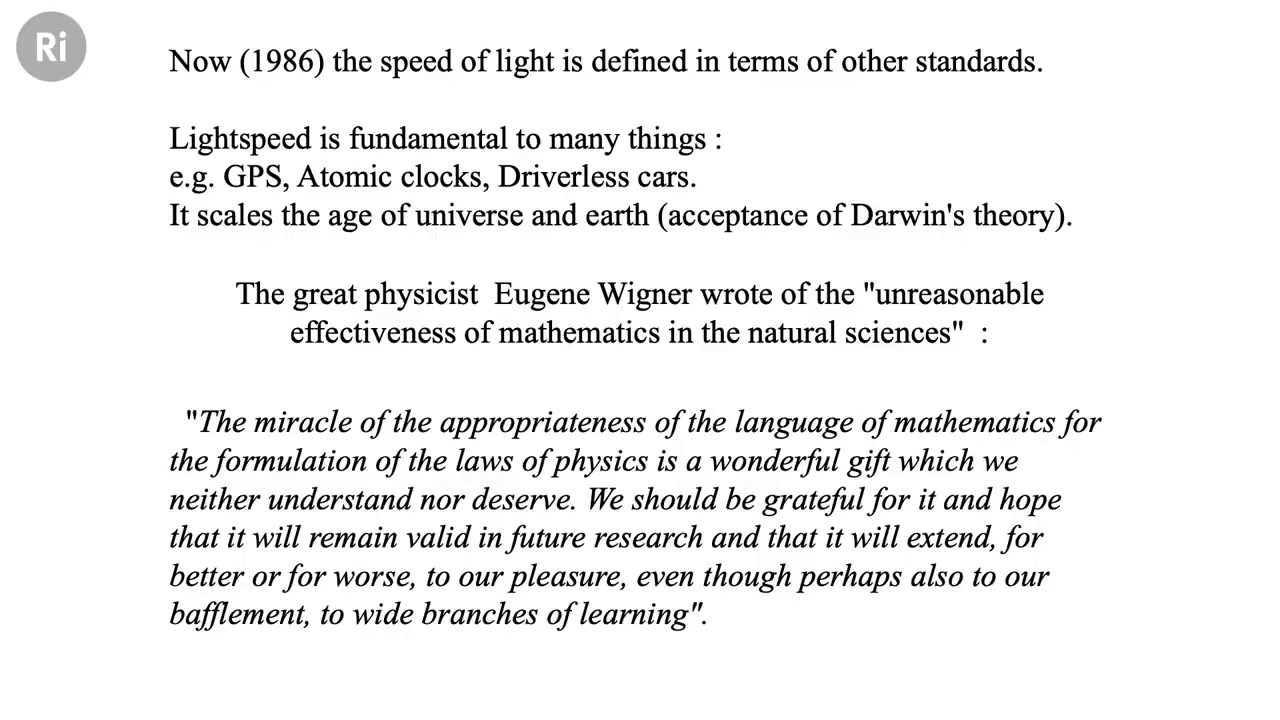 Ri
Now (1986) the speed of light is defined in terms of other standards.
Lightspeed is fundamental to many things :
e.g. GPS, Atomic clocks, Driverless cars.
It scales the age of universe and earth (acceptance of Darwin's theory).
The great physicist  Eugene Wigner wrote of the "unreasonable
effectiveness of mathematics in the natural sciences"  :
"The miracle of the appropriateness of the language of mathematics for
the formulation of the laws of physics is a wonderful gift which we
neither understand nor deserve. We should be grateful for it and hope
that it will remain valid in future research and that it will extend, for
better or for worse, to our pleasure, even though perhaps also to our
bafflement, to wide branches of learning".